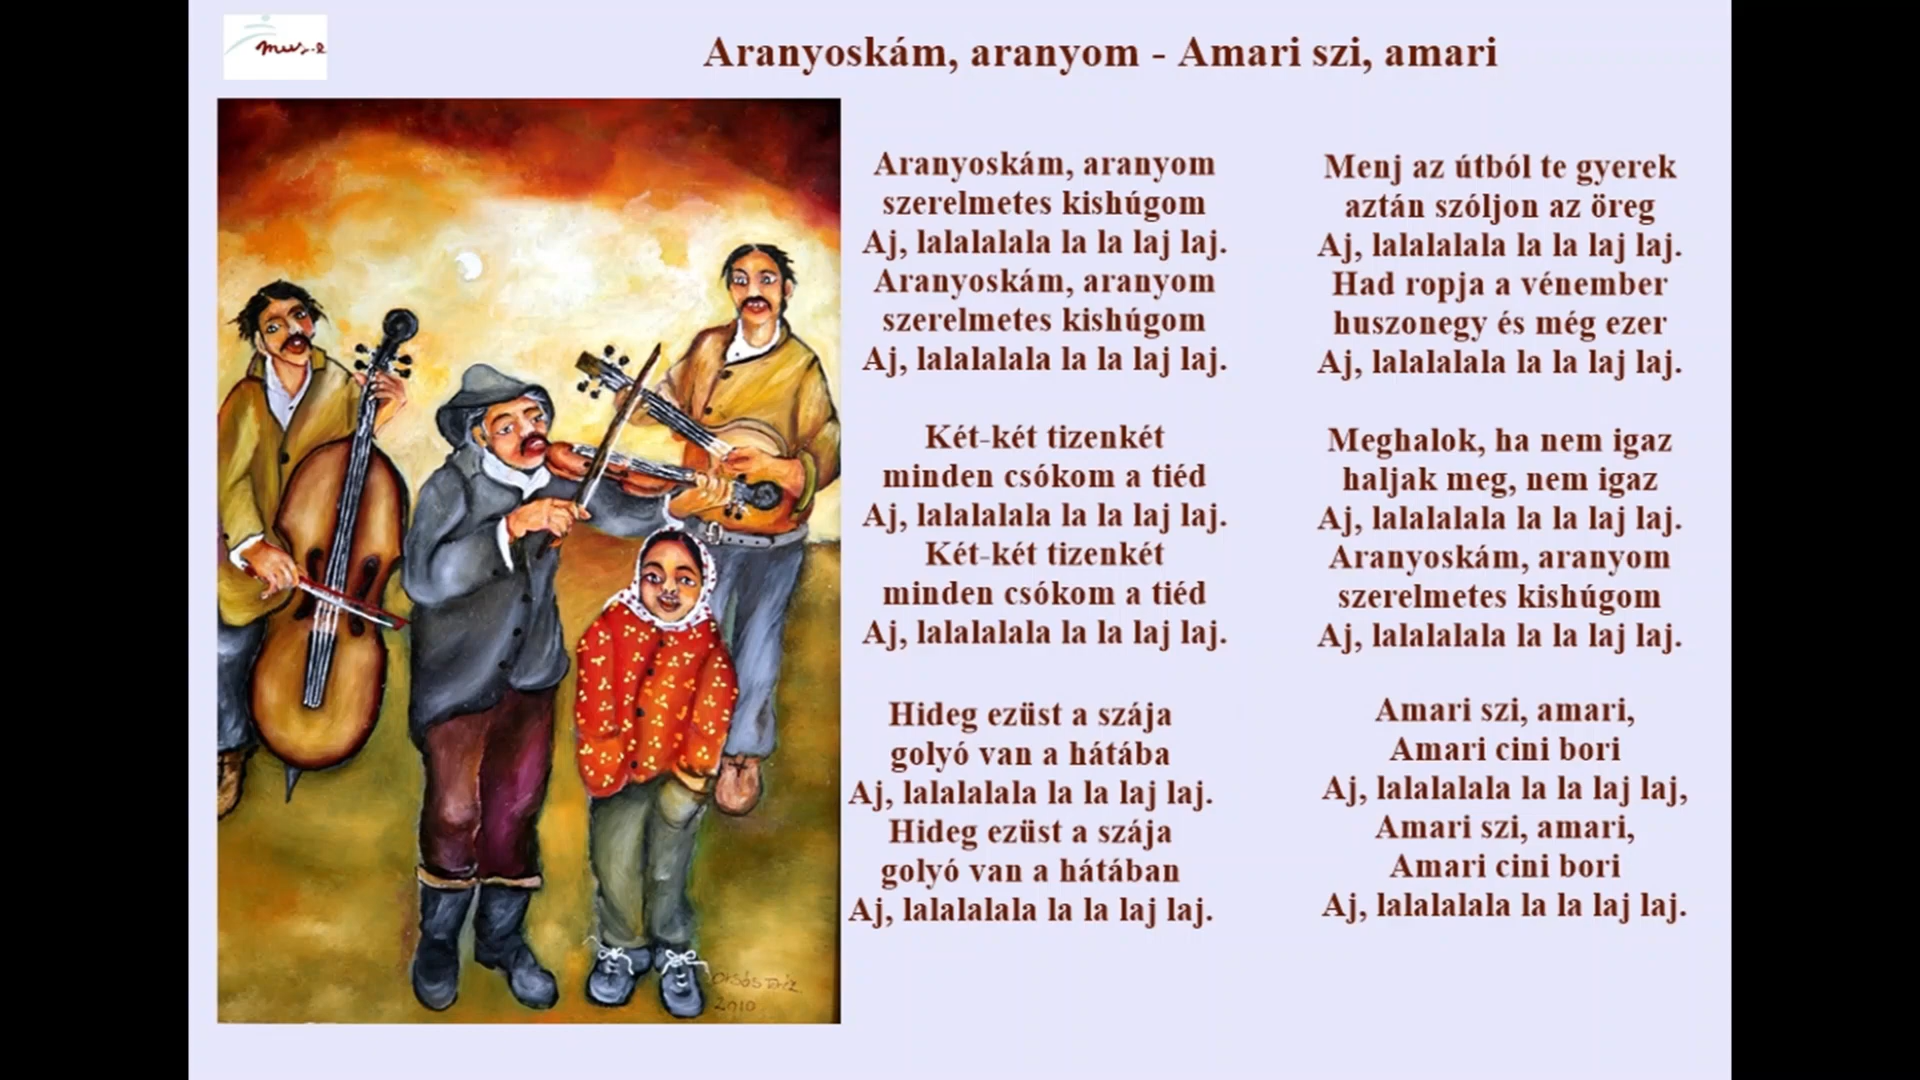 mus-e
Aranyoskám, aranyom - Amari szi, amari
Aranyoskám, aranyom
szerelmetes kishúgom
Aj, lalalalala la la laj laj.
Aranyoskám, aranyom
szerelmetes kishúgom
Aj, lalalalala la la laj laj.
Két-két tizenkét
minden csókom a tiéd
Aj, lalalalala la la laj laj.
Két-két tizenkét
minden csókom a tiéd
Aj, lalalalala la la laj laj.
Hideg ezüst a szája
golyó van a hátába
Aj, lalalalala la la laj laj.
Hideg ezüst a szája
golyó van a hátában
Aj, lalalalala la la laj laj.
Menj az útból te gyerek
aztán szóljon az öreg
Aj, lalalalala la la laj laj.
Had ropja a vénember
huszonegy és még ezer
Aj, lalalalala la la laj laj.
Meghalok, ha nem igaz
haljak meg, nem igaz
Aj, lalalalala la la laj laj.
Aranyoskám, aranyom
szerelmetes kishúgom
Aj, lalalalala la la laj laj.
Amari szi, amari,
Amari cini bori
Aj, lalalalala la la laj laj,
Amari szi, amari,
Amari cini bori
Aj, lalalalala la la laj laj.
Orsós Teréz
2010